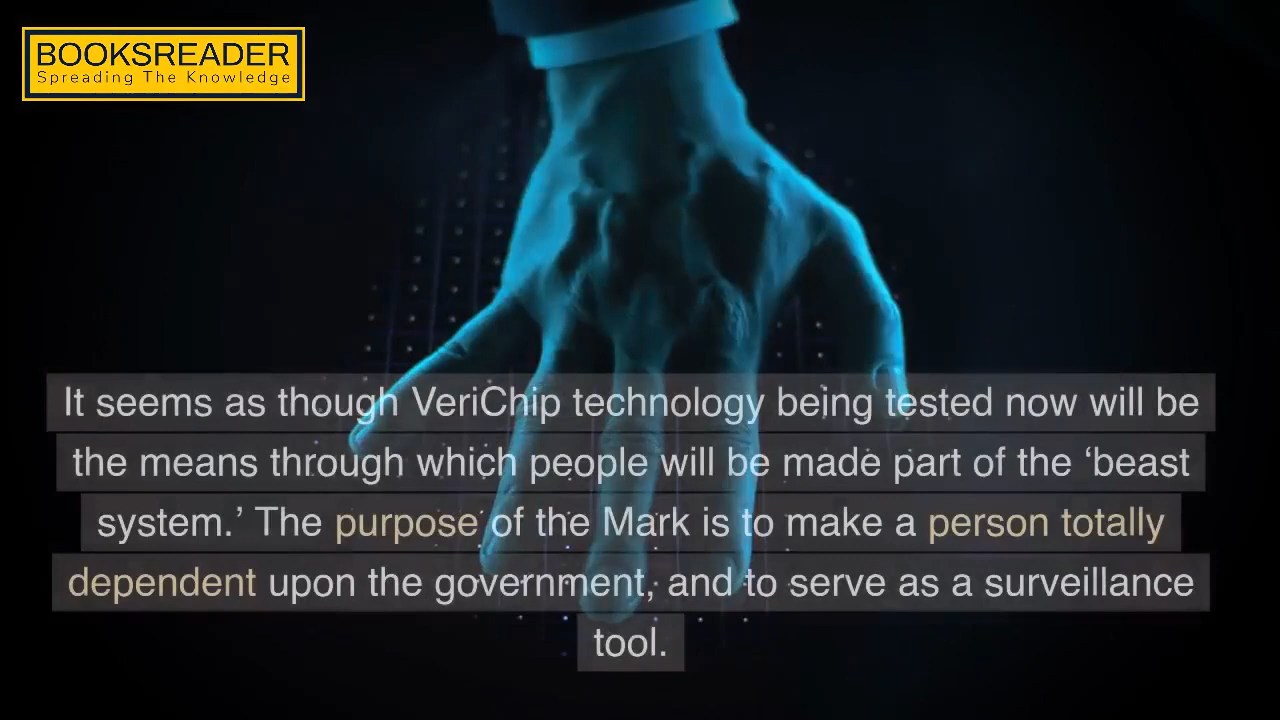 BOOKSREADER
Spreading The Knowledge
It seems as though VeriChip technology being tested now will be
the means through which people will be made part of the ‘beast
system.’ The purpose of the Mark is to make a person totally
dependent upon the government, and to serve as a surveillance
tool.